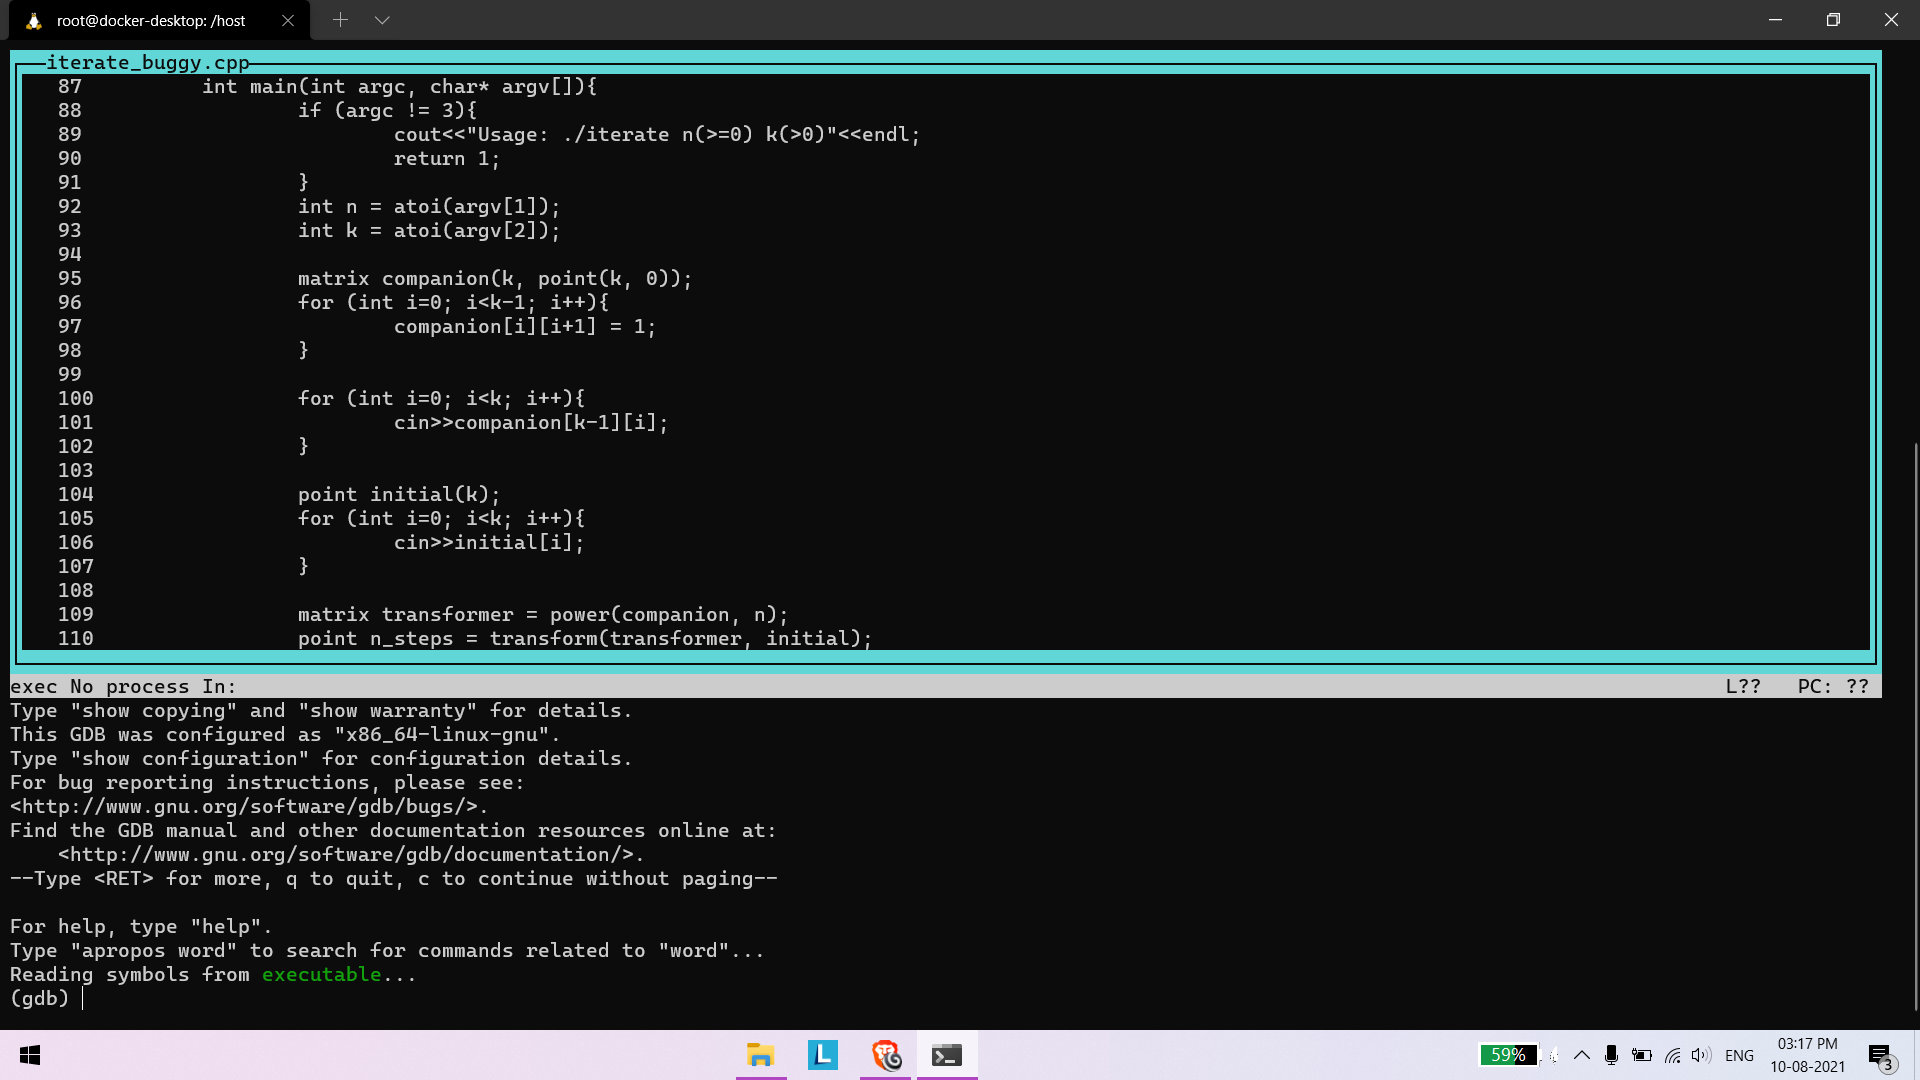 root@docker-desktop: /host
iterate_buggy.cpp
87 int main(int argc, char* argv[]){
88 if (argc != 3){
89 cout<<"Usage: ./iterate n(>=0) k(>0)"<<endl;
90 return 1;
91 }
92 int n = atoi(argv[1]);
93 int k = atoi(argv[2]);
94
95 matrix companion(k, point(k, 0));
96 for (int i=0; i<k-1; i++){
97 companion[i][i+1] = 1;
98 }
99
100 for (int i=0; i<k; i++){
101 cin>>companion[k-1][i];
102 }
103
104 point initial(k);
105 for (int i=0; i<k; i++){
106 cin>>initial[i];
107 }
108
109 matrix transformer = power(companion, n);
110 point n_steps = transform(transformer, initial);
exec No process In: L?? PC: ??
Type "show copying" and "show warranty" for details.
This GDB was configured as "x86_64-linux-gnu".
Type "show configuration" for configuration details.
For bug reporting instructions, please see:
<http://www.gnu.org/software/gdb/bugs/>.
Find the GDB manual and other documentation resources online at:
<http://www.gnu.org/software/gdb/documentation/>.
--Type <RET> for more, q to quit, c to continue without paging--
For help, type "help".
Type "apropos word" to search for commands related to "word"...
Reading symbols from executable...
(gdb)
L
59%
ENG
03:17 PM
10-08-2021
3